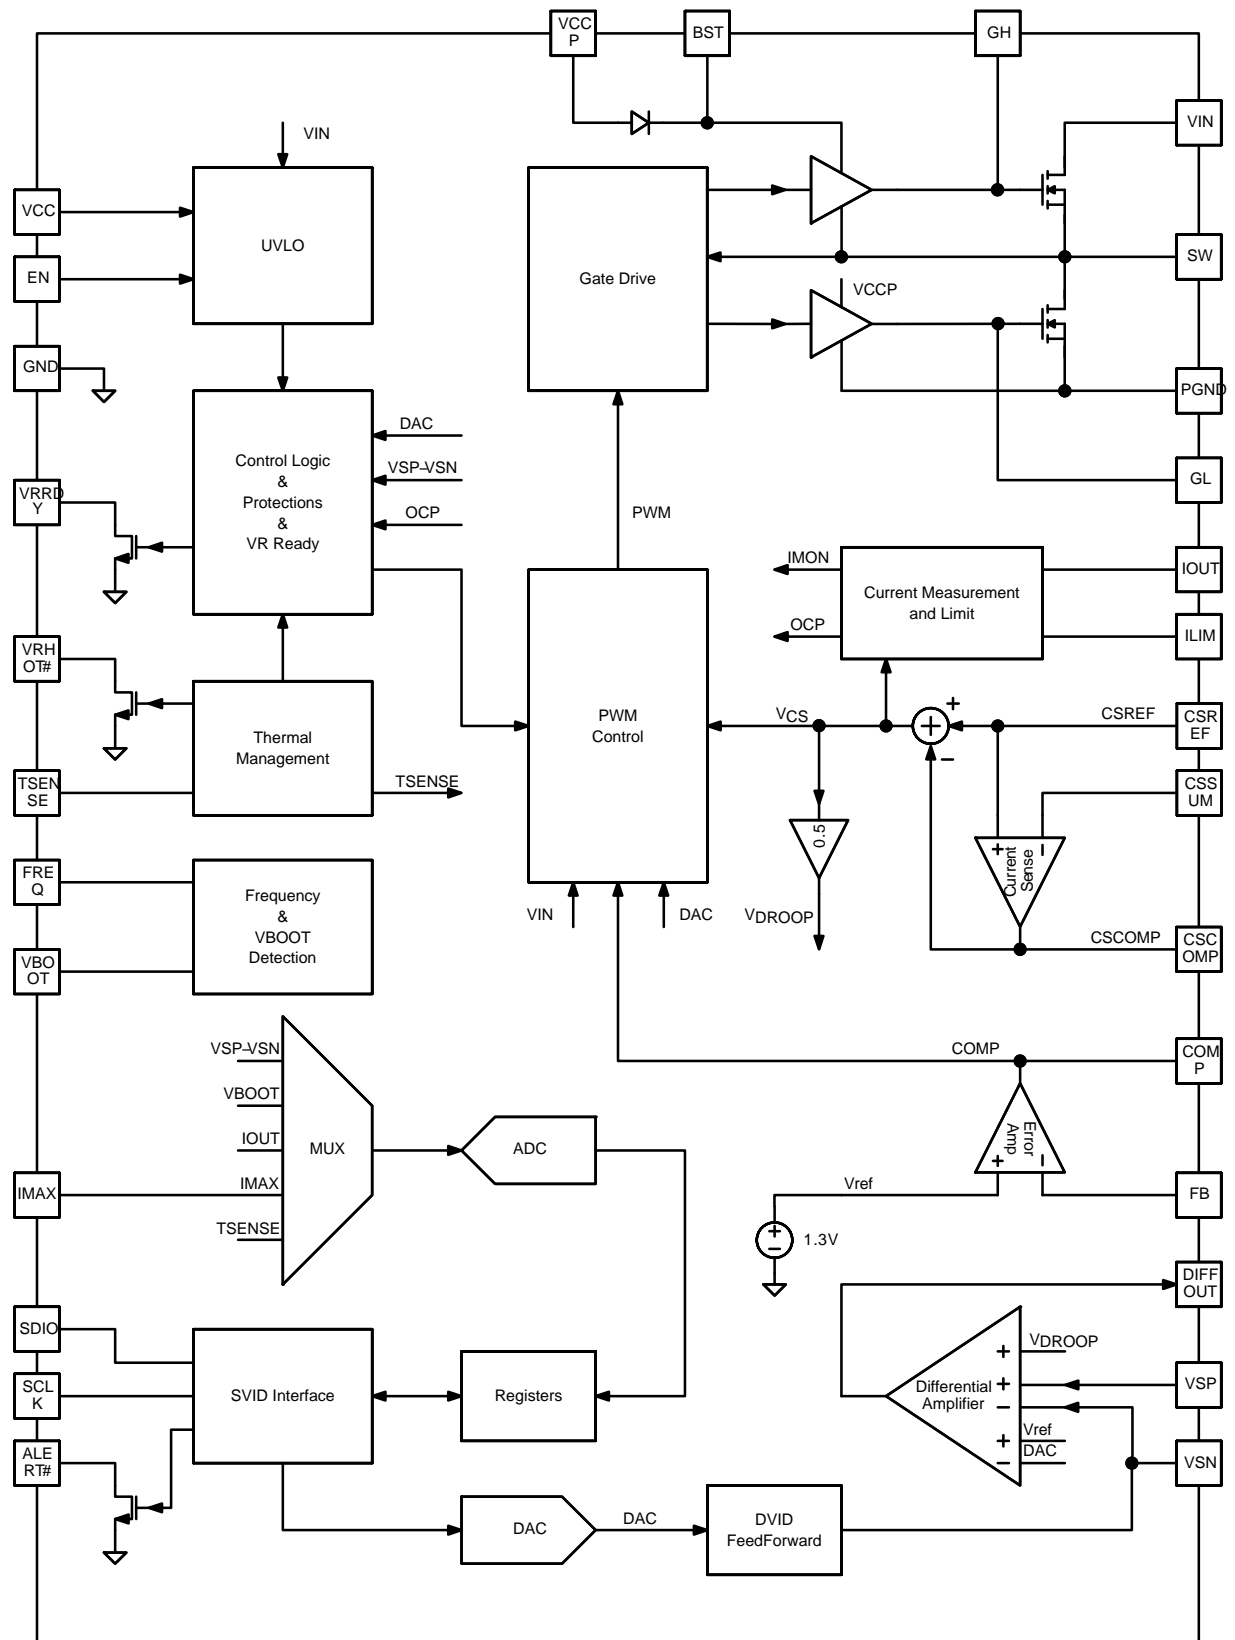 VCC
P
BST
GH
VIN
VIN
VCC
UVLO
EN
Gate Drive
SW
VCCP
GND
PGND
DAC
Control Logic
&
Protections
&
VR Ready
VSP–VSN
OCP
VRRD
Y
PWM
GL
IMON
Current Measurement
and Limit
IOUT
OCP
ILIM
VRH
OT#
Thermal
Management
TSENSE
TSEN
SE
PWM
Control
VCS
+
–
CSREF
CSR
EF
CSS
UM
0.5
+
–
Current
Sense
FRE
Q
Frequency
&
VBOOT
Detection
VBO
OT
VIN
DAC
VDROOP
CSCOMP
CSC
OMP
VSP–VSN
VBOOT
IOUT
IMAX
TSENSE
MUX
ADC
IMAX
COMP
COM
P
Error
Amp
+
–
Vref
FB
+
–
1.3V
DIFF
OUT
SDIO
SCL
K
ALE
RT#
SVID Interface
Registers
Differential
Amplifier
+
VDROOP
+
–
VSP
+
Vref
–
DAC
VSN
DAC
DAC
DVID
FeedForward